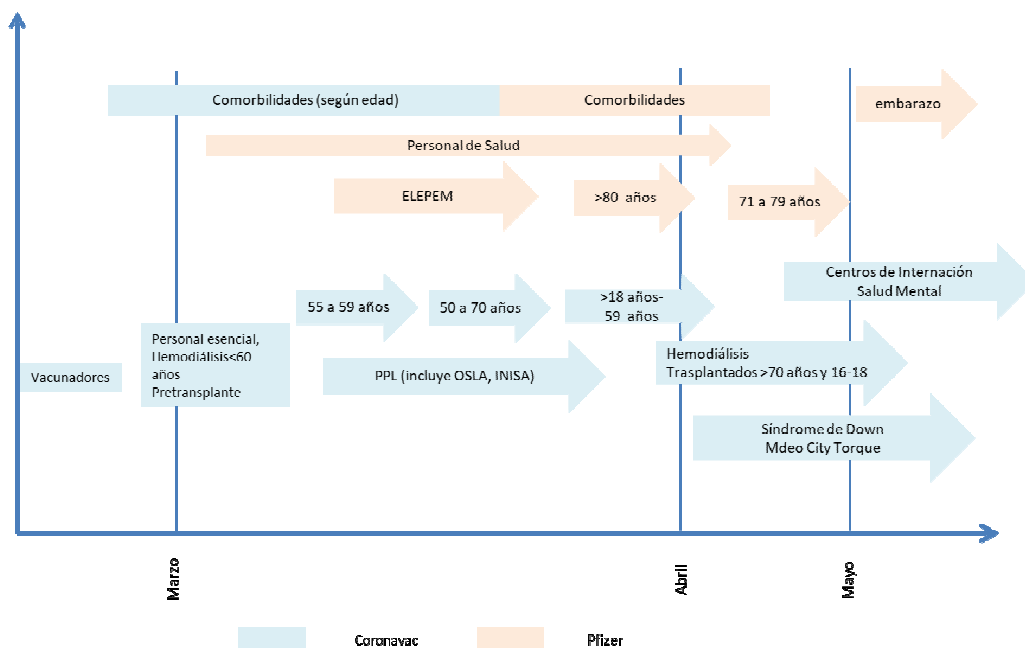 Comorbilidades (según edad)
Comorbilidades
embarazo
Personal de Salud
ELEPEM
>80 años
71 a 79 años
Centros de Internación
Salud Mental
55 a 59 años
50 a 70 años
>18 años-
59 años
Personal esencial,
Hemodiálisis<60
años
Pretransplante
Vacunadores
PPL (incluye OSLA, INISA)
Hemodiálisis
Trasplantados >70 años y 16-18
Síndrome de Down
Mdeo City Torque
Marzo
Abril
Mayo
Coronavac
Pfizer